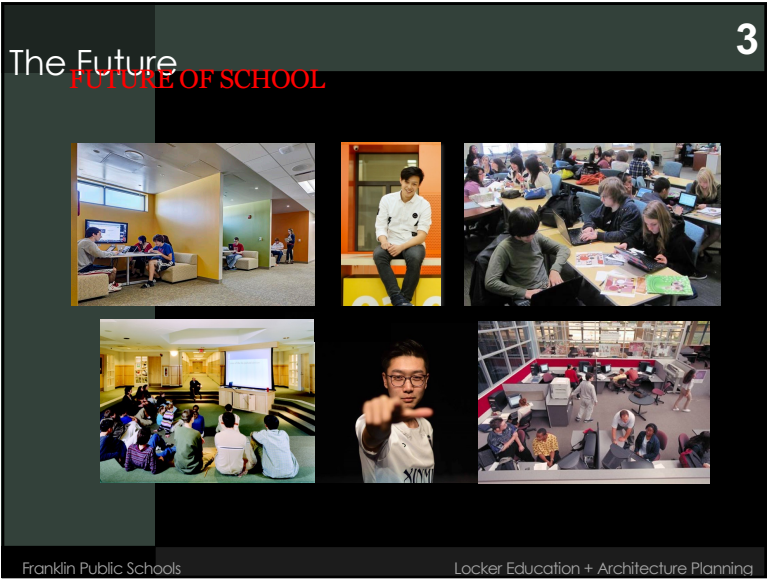 3
The Future
FUTURE OF SCHOOL
Franklin Public Schools
Locker Education + Architecture Planning